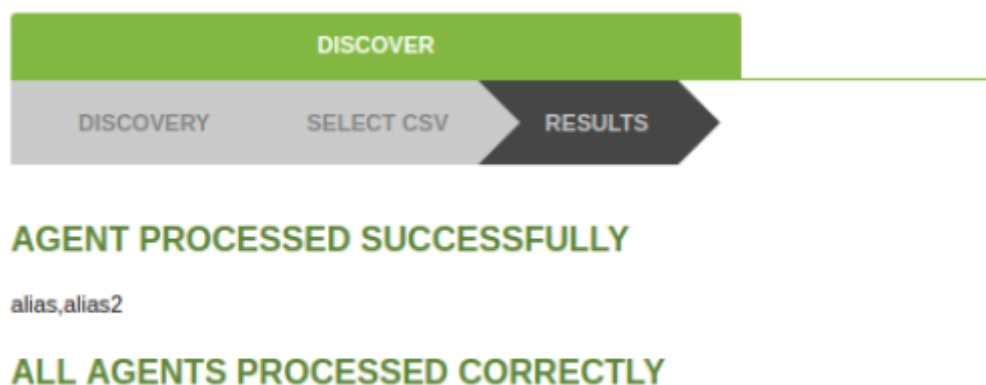 DISCOVER
DISCOVERY SELECT CSV RESULTS
AGENT PROCESSED SUCCESSFULLY
alias,alias2
ALL AGENTS PROCESSED CORRECTLY